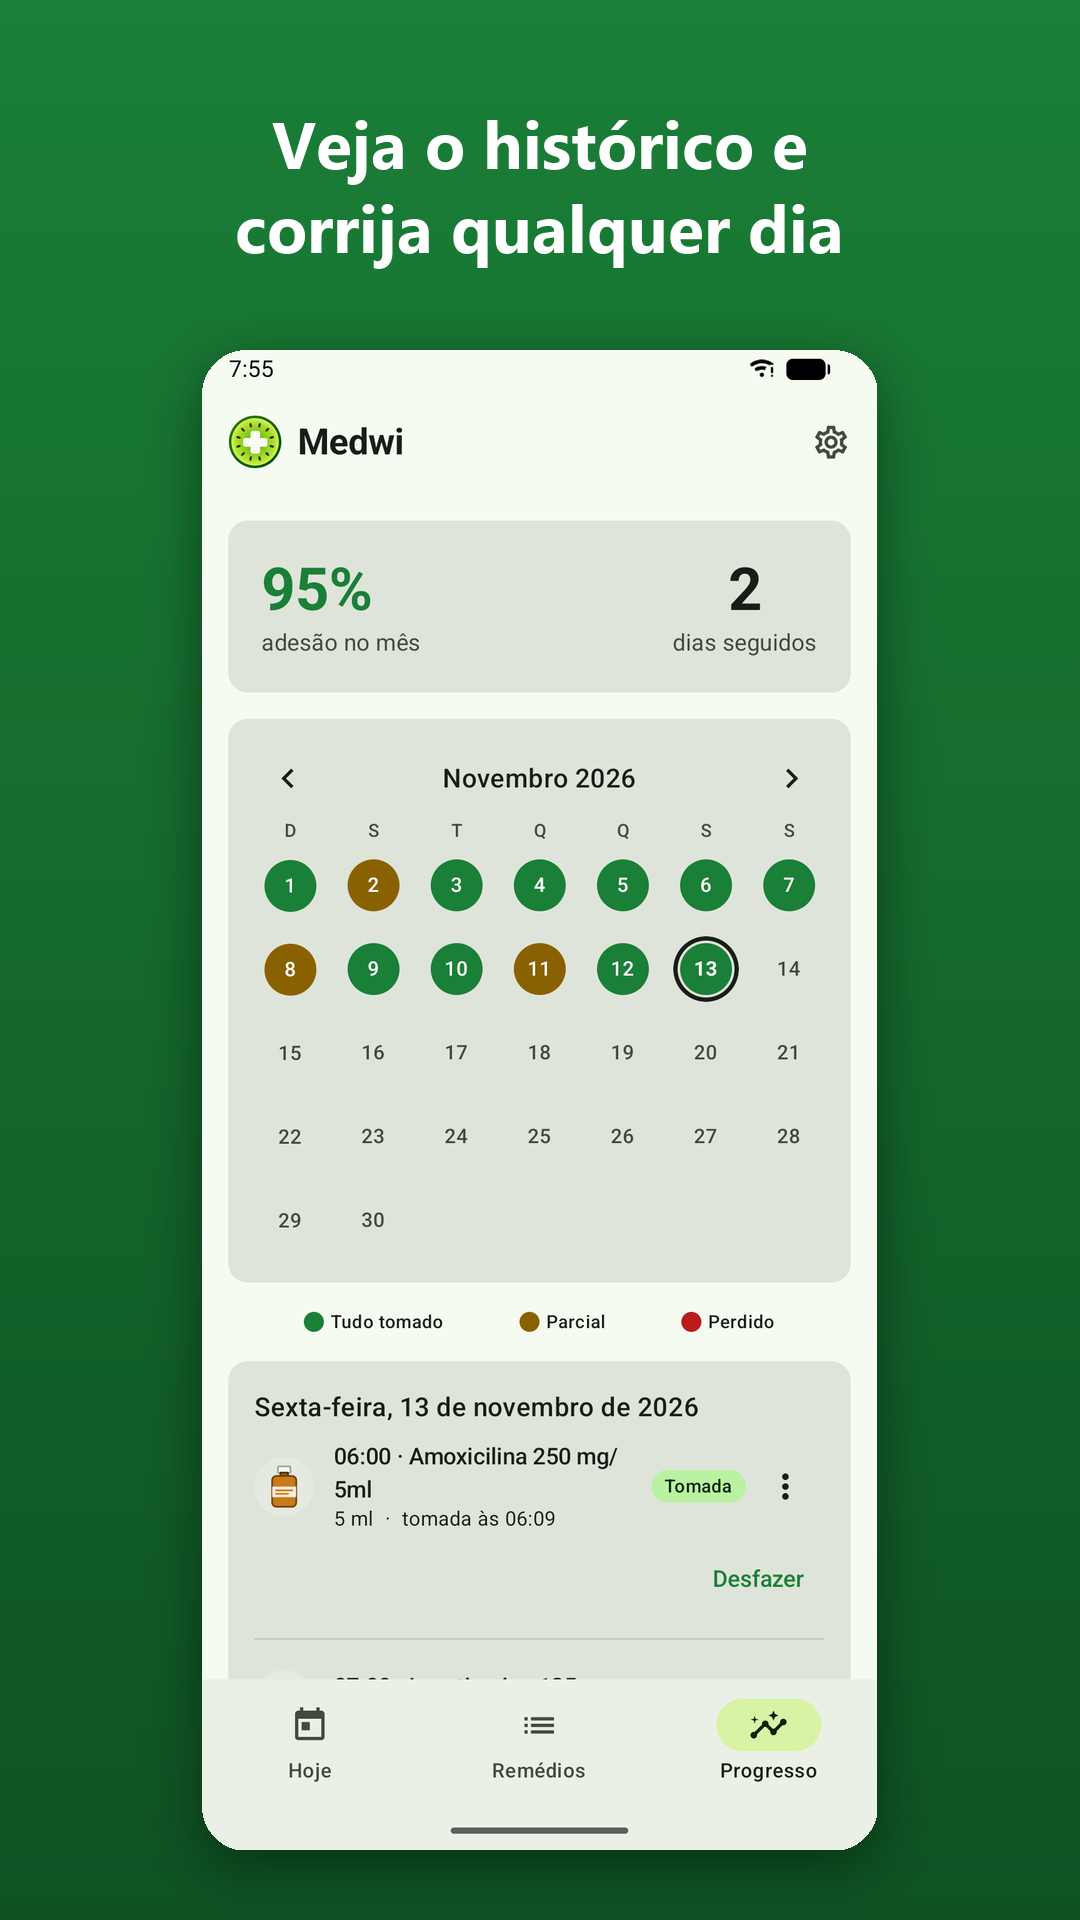 Veja o histórico e
corrija qualquer dia
7:55
Medwi
95%
adesão no mês
2
dias seguidos
Novembro 2026
D S T Q Q S S
1 2 3 4 5 6 7
8 9 10 11 12 13 14
15 16 17 18 19 20 21
22 23 24 25 26 27 28
29 30
Tudo tomado Parcial Perdido
Sexta-feira, 13 de novembro de 2026
06:00 · Amoxicilina 250 mg/
5ml
5 ml · tomada às 06:09
Tomada
Desfazer
Hoje Remédios Progresso